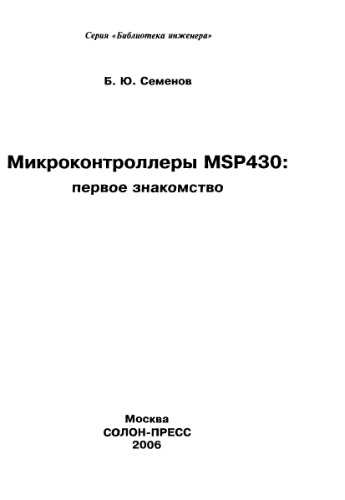 Серия «Библиотека инженера»
Б. Ю. Семенов
Микроконтроллеры MSP430:
первое знакомство
Москва
СОЛОН-ПРЕСС
2006